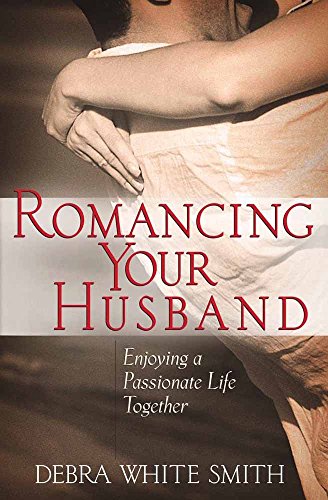 ROMANCING
YOUR
HUSBAND
Enjoying a
Passionate Life
Together
DEBRA WHITE SMITH